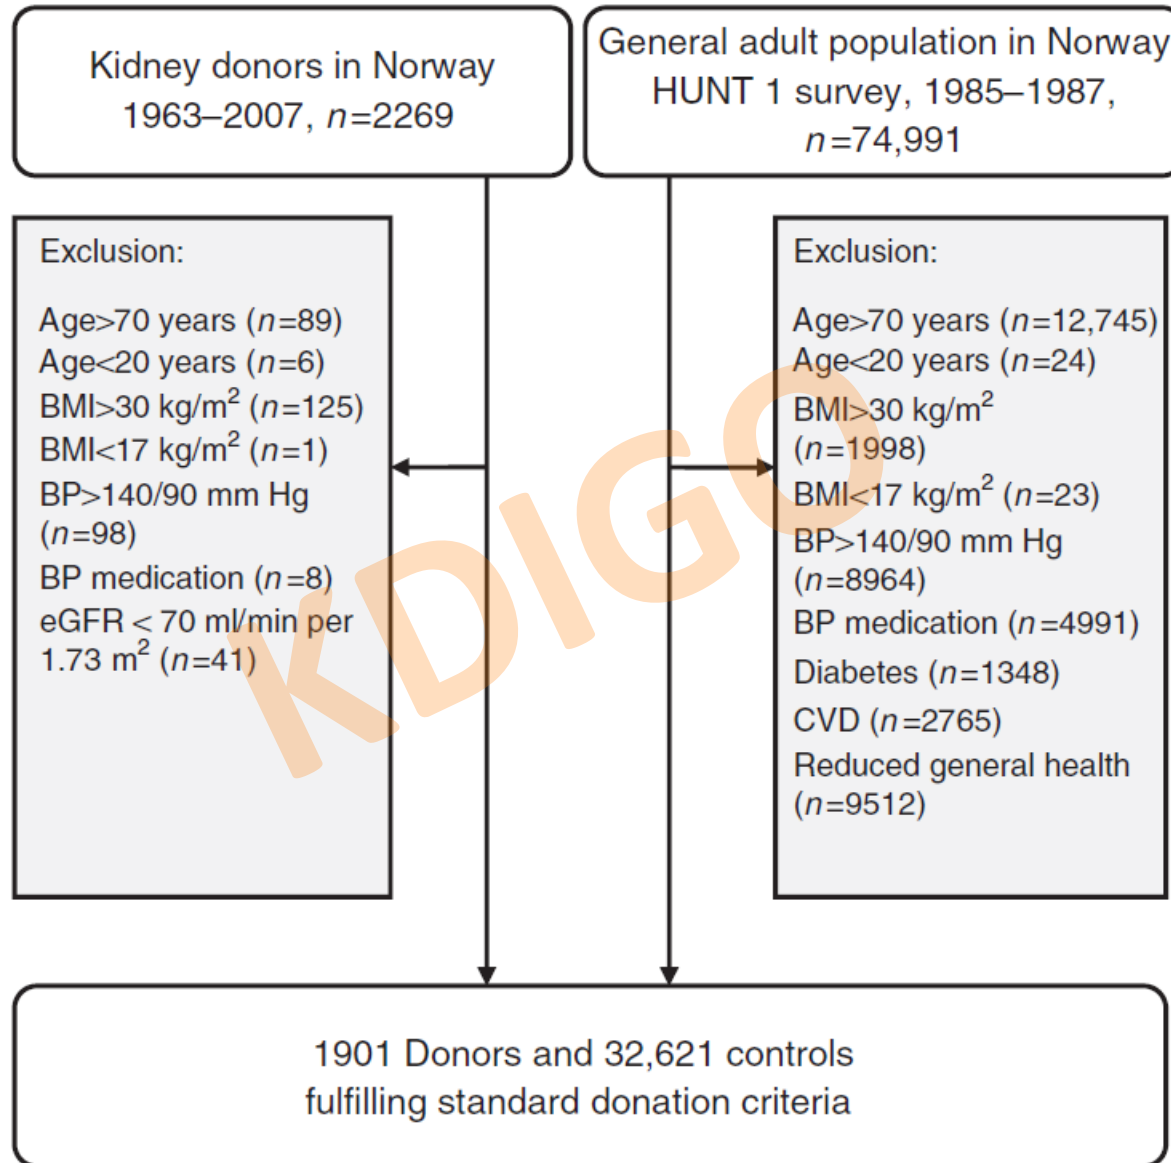 Kidney donors in Norway
1963–2007, n=2269
General adult population in Norway
HUNT 1 survey, 1985–1987,
n=74,991
Exclusion:
Age>70 years (n=89)
Age<20 years (n=6)
BMI>30 kg/m² (n=125)
BMI<17 kg/m² (n=1)
BP>140/90 mm Hg
(n=98)
BP medication (n=8)
eGFR < 70 ml/min per
1.73 m² (n=41)
Exclusion:
Age>70 years (n=12,745)
Age<20 years (n=24)
BMI>30 kg/m²
(n=1998)
BMI<17 kg/m² (n=23)
BP>140/90 mm Hg
(n=8964)
BP medication (n=4991)
Diabetes (n=1348)
CVD (n=2765)
Reduced general health
(n=9512)
KDIGO
1901 Donors and 32,621 controls
fulfilling standard donation criteria